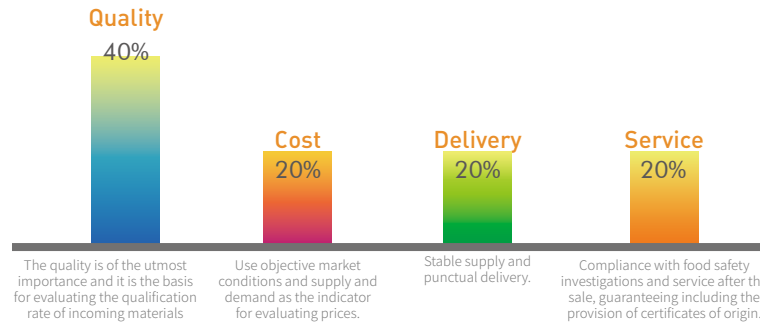 Quality
40%
Cost
20%
Delivery
20%
Service
20%
The quality is of the utmost
importance and it is the basis
for evaluating the qualification
rate of incoming materials
Use objective market
conditions and supply and
demand as the indicator
for evaluating prices.
Stable supply and
punctual delivery.
Compliance with food safety
investigations and service after th
sale, guaranteeing including the
provision of certificates of origin.